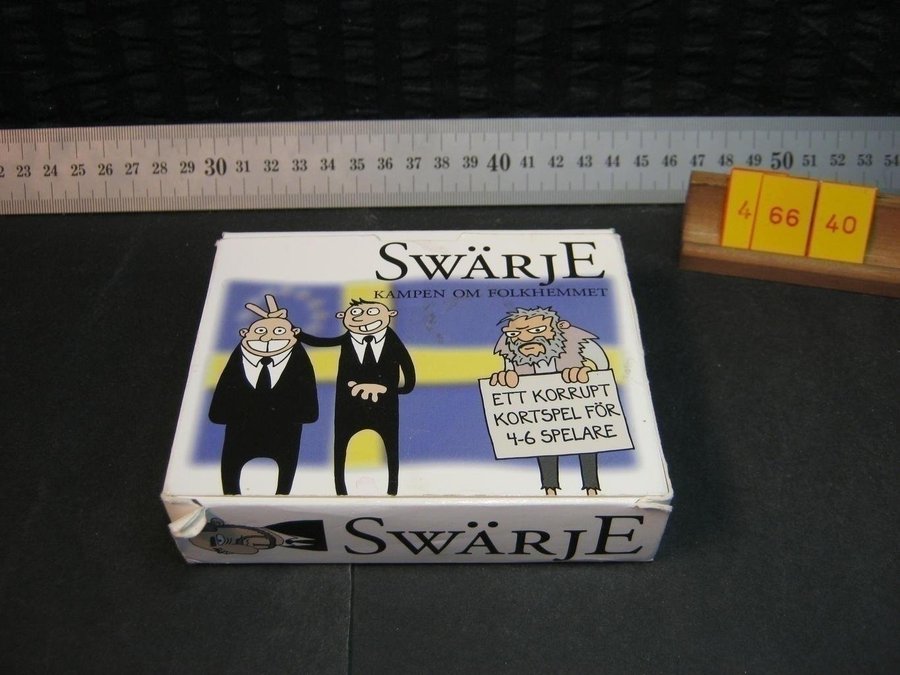 23 24 25 26 27 28 29 30 31 32 33 34 35 36 37 38 39 40 41 42 43 44 45 46 47 48 49 50 51 52 53 54
4 66 40
SWÄRJE
KAMPEN OM FOLKHEMMET
ETT KORRUPT
KORTSPEL FÖR
4-6 SPELARE
SWÄRJE